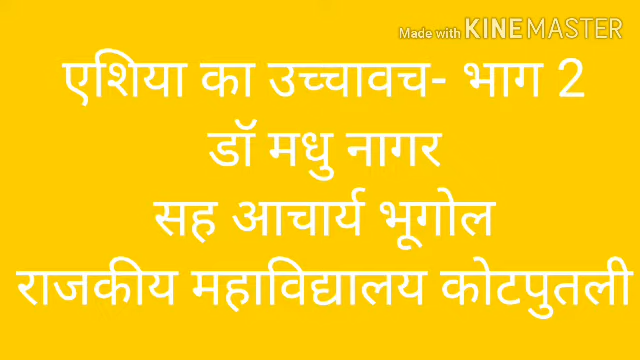 Made with KINEMASTER
एशिया का उच्चावच- भाग 2
डॉ मधु नागर
सह आचार्य भूगोल
राजकीय महाविद्यालय कोटपुतली